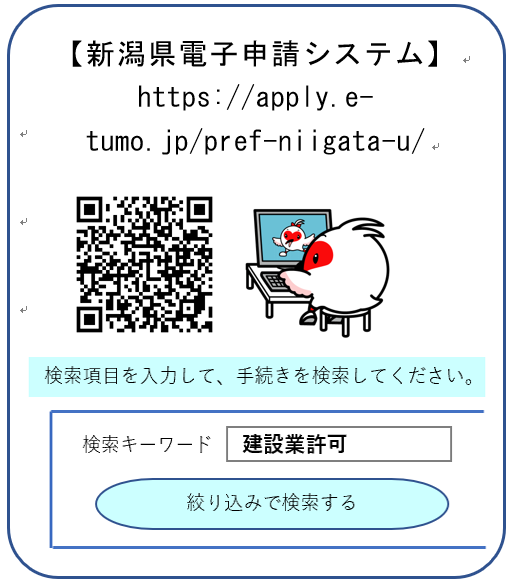 【新潟県電子申請システム】
https://apply.e-
tumo.jp/pref-niigata-u/
検索項目を入力して、手続きを検索してください。
検索キーワード 建設業許可
絞り込みで検索する